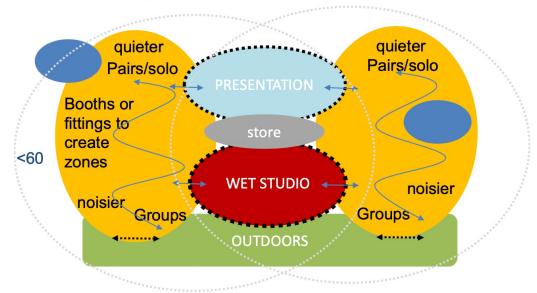 quieter
Pairs/solo
Booths or
fittings to
create
zones
<60
noisier
Groups
PRESENTATION
store
WET STUDIO
OUTDOORS
quieter
Pairs/solo
noisier
Groups